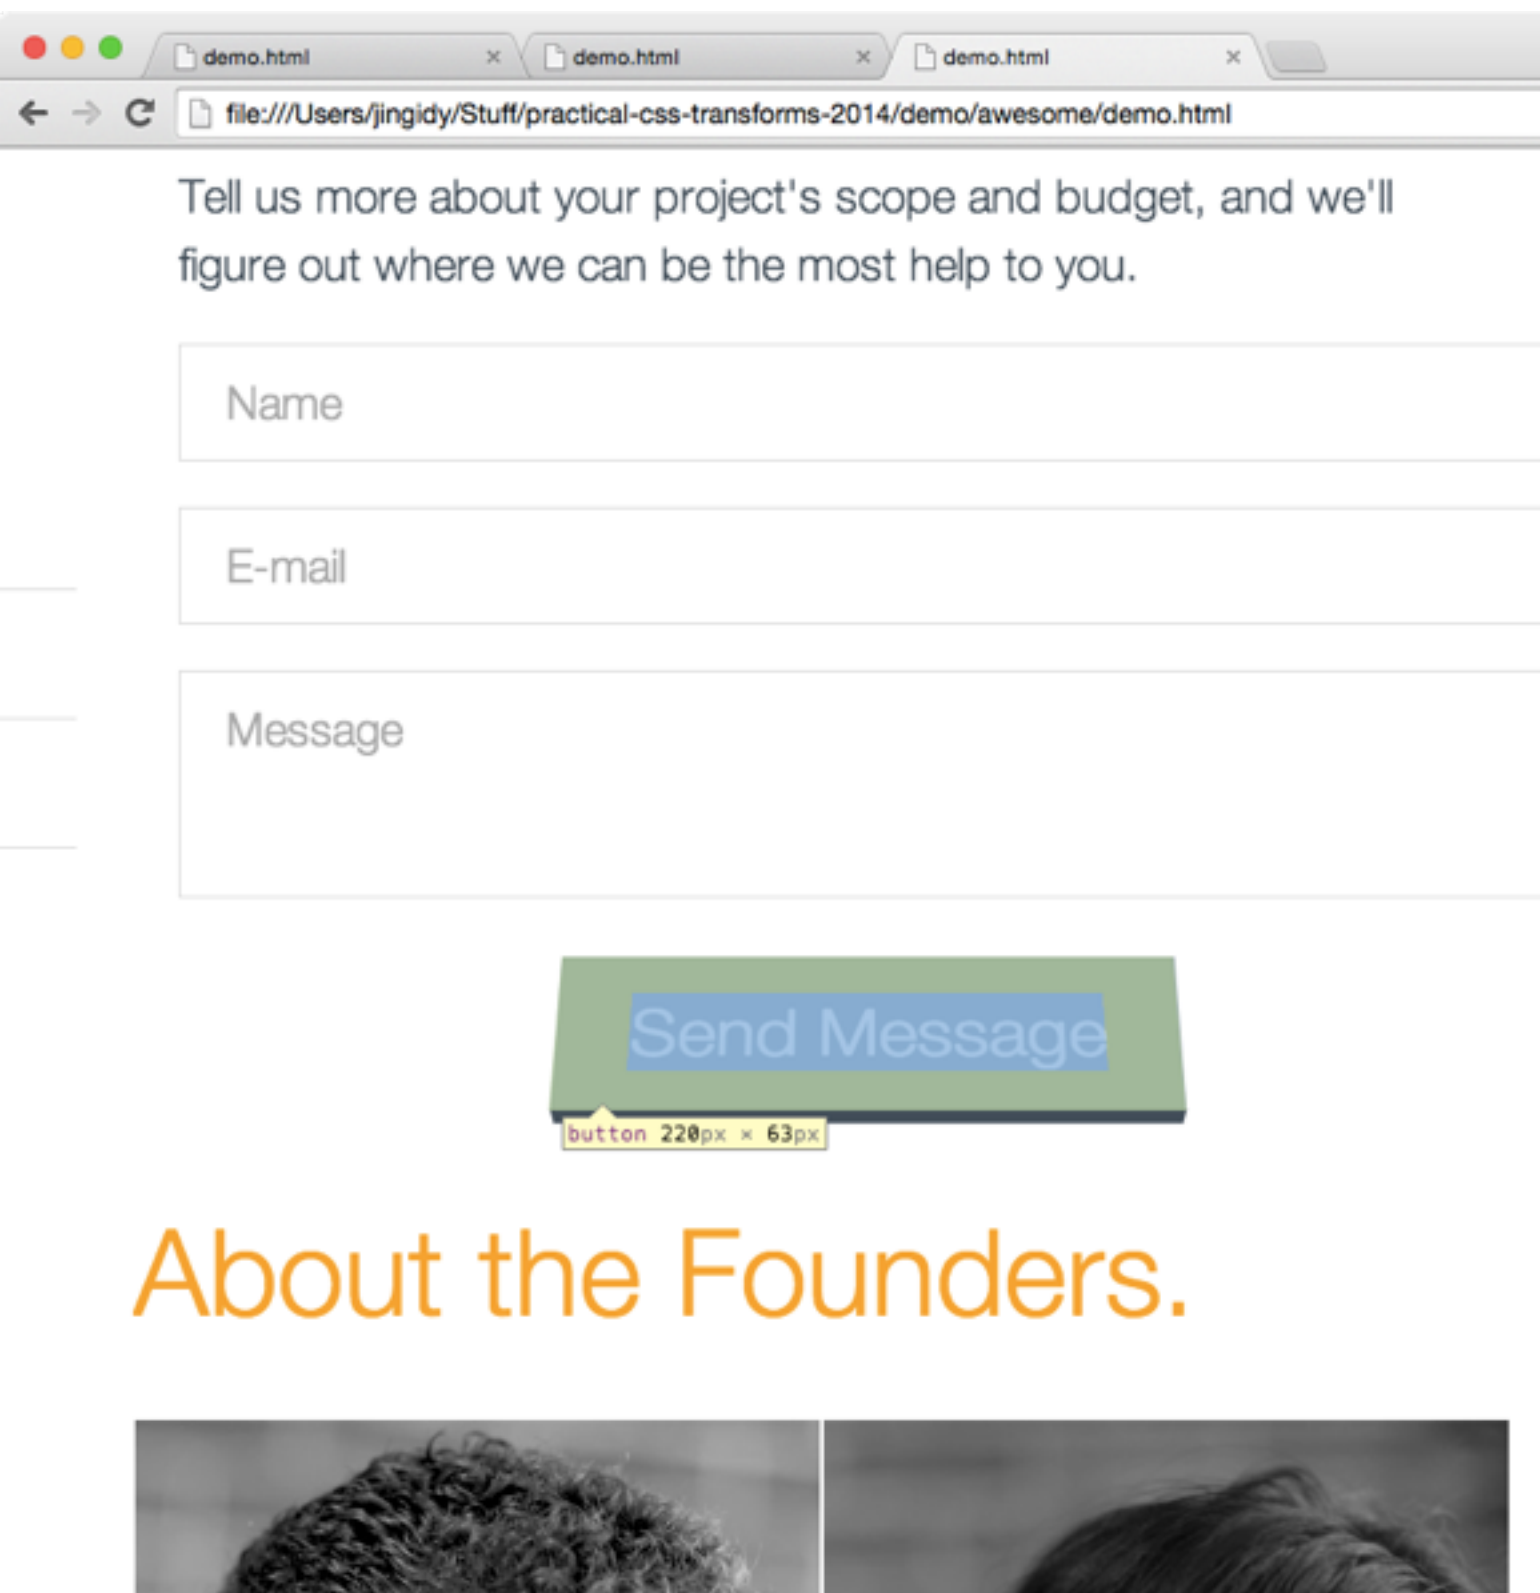 demo.html
demo.html
demo.html
file:///Users/jingidy/Stuff/practical-css-transforms-2014/demo/awesome/demo.html
Tell us more about your project's scope and budget, and we'll
figure out where we can be the most help to you.
Name
E-mail
Message
Send Message
button 220px × 63px
About the Founders.